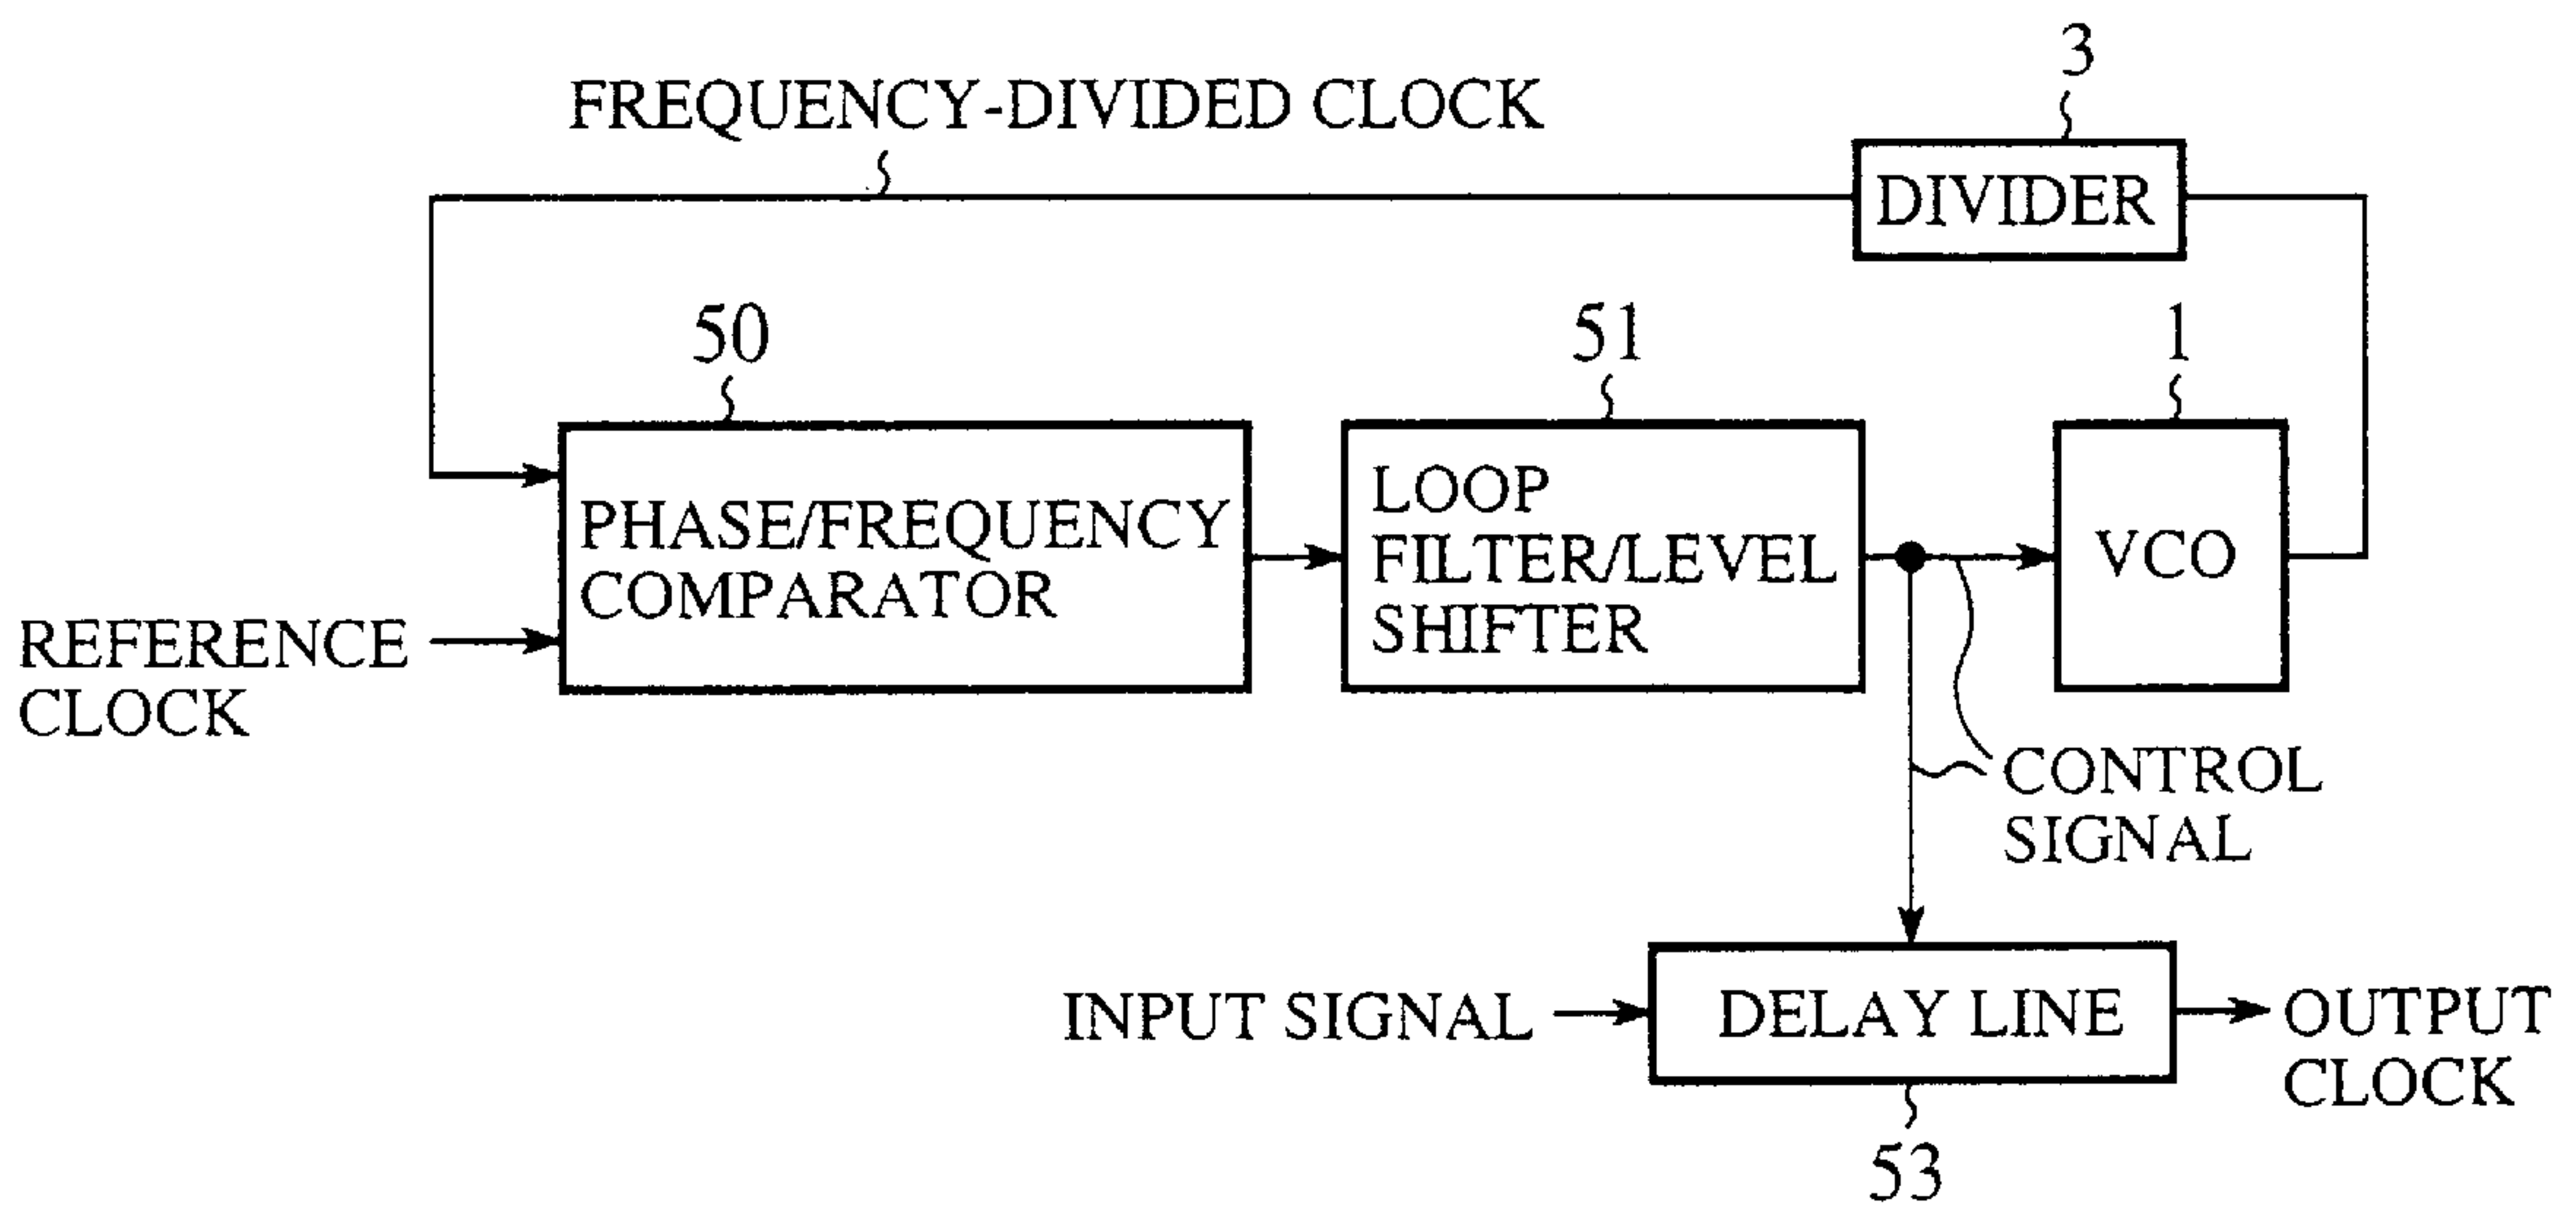 3
FREQUENCY-DIVIDED CLOCK
DIVIDER
50
51
1
PHASE/FREQUENCY
COMPARATOR
LOOP
FILTER/LEVEL
SHIFTER
VCO
REFERENCE
CLOCK
CONTROL
SIGNAL
INPUT SIGNAL
DELAY LINE
OUTPUT
CLOCK
53